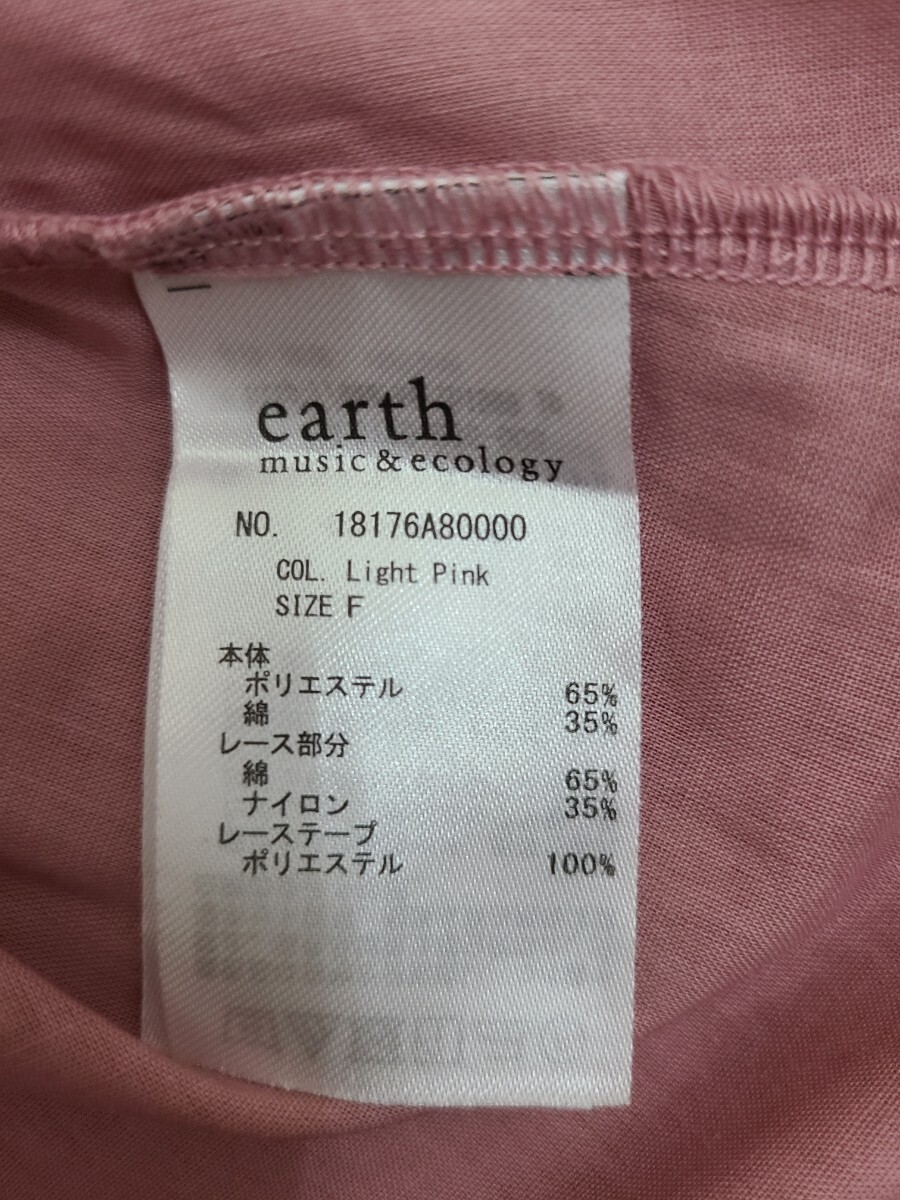 earth
music & ecology
NO. 18176A80000
COL. Light Pink
SIZE F
本体
ポリエステル 65%
綿 35%
レース部分
綿 65%
ナイロン 35%
レーステープ
ポリエステル 100%